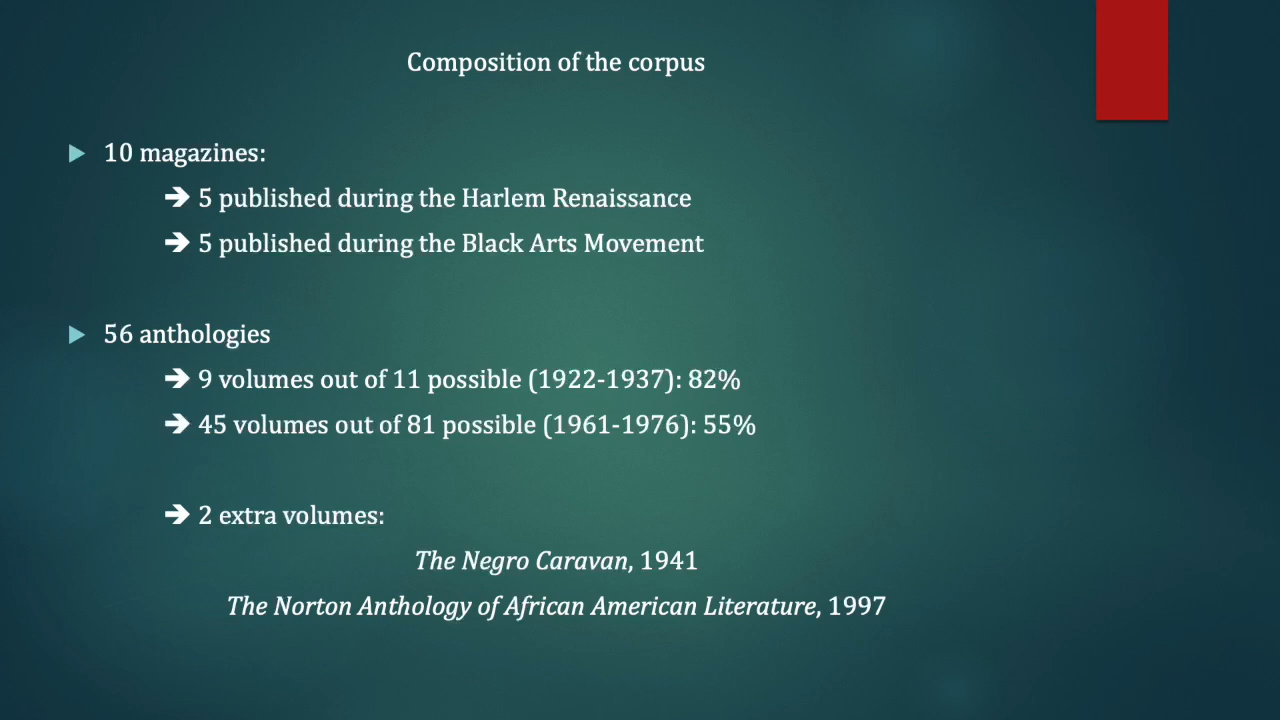 Composition of the corpus
10 magazines:
➔ 5 published during the Harlem Renaissance
➔ 5 published during the Black Arts Movement
56 anthologies
➔ 9 volumes out of 11 possible (1922-1937): 82%
➔ 45 volumes out of 81 possible (1961-1976): 55%
➔ 2 extra volumes:
The Negro Caravan, 1941
The Norton Anthology of African American Literature, 1997